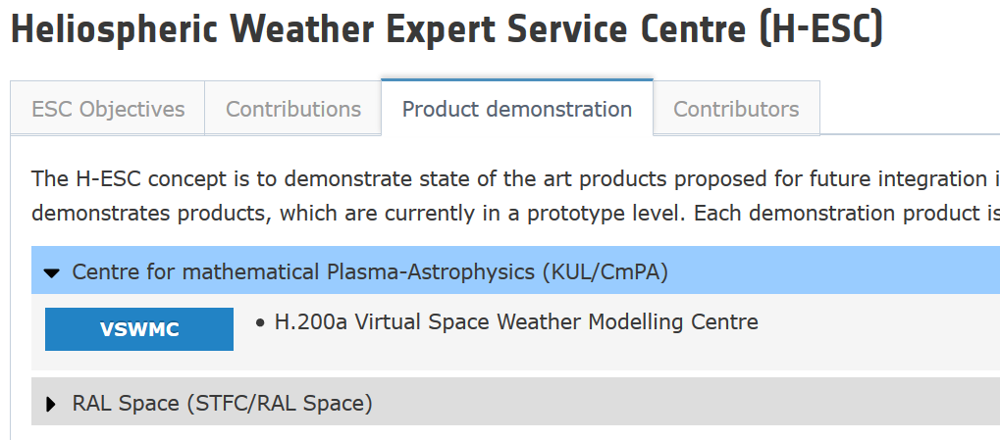 Heliospheric Weather Expert Service Centre (H-ESC)
ESC Objectives Contributions Product demonstration Contributors
The H-ESC concept is to demonstrate state of the art products proposed for future integration i
demonstrates products, which are currently in a prototype level. Each demonstration product is
Centre for mathematical Plasma-Astrophysics (KUL/CmPA)
VSWMC • H.200a Virtual Space Weather Modelling Centre
RAL Space (STFC/RAL Space)